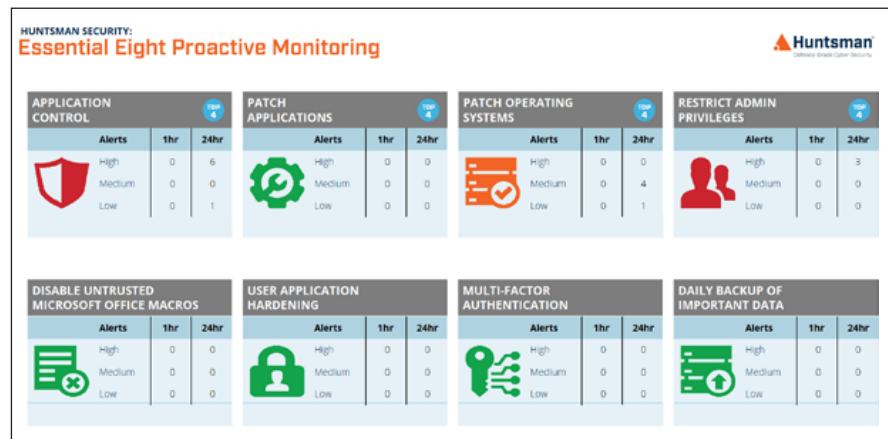 HUNTSMAN SECURITY:
Essential Eight Proactive Monitoring
Huntsman
Defence-Grade Cyber Security
APPLICATION CONTROL
TOP 4
Alerts 1hr 24hr
High 0 6
Medium 0 0
Low 0 1
PATCH APPLICATIONS
TOP 4
Alerts 1hr 24hr
High 0 0
Medium 0 0
Low 0 0
PATCH OPERATING SYSTEMS
TOP 4
Alerts 1hr 24hr
High 0 0
Medium 0 4
Low 0 1
RESTRICT ADMIN PRIVILEGES
TOP 4
Alerts 1hr 24hr
High 0 3
Medium 0 0
Low 0 0
DISABLE UNTRUSTED
MICROSOFT OFFICE MACROS
Alerts 1hr 24hr
High 0 0
Medium 0 0
Low 0 0
USER APPLICATION
HARDENING
Alerts 1hr 24hr
High 0 0
Medium 0 0
Low 0 0
MULTI-FACTOR
AUTHENTICATION
Alerts 1hr 24hr
High 0 0
Medium 0 0
Low 0 0
DAILY BACKUP OF
IMPORTANT DATA
Alerts 1hr 24hr
High 0 0
Medium 0 0
Low 0 0